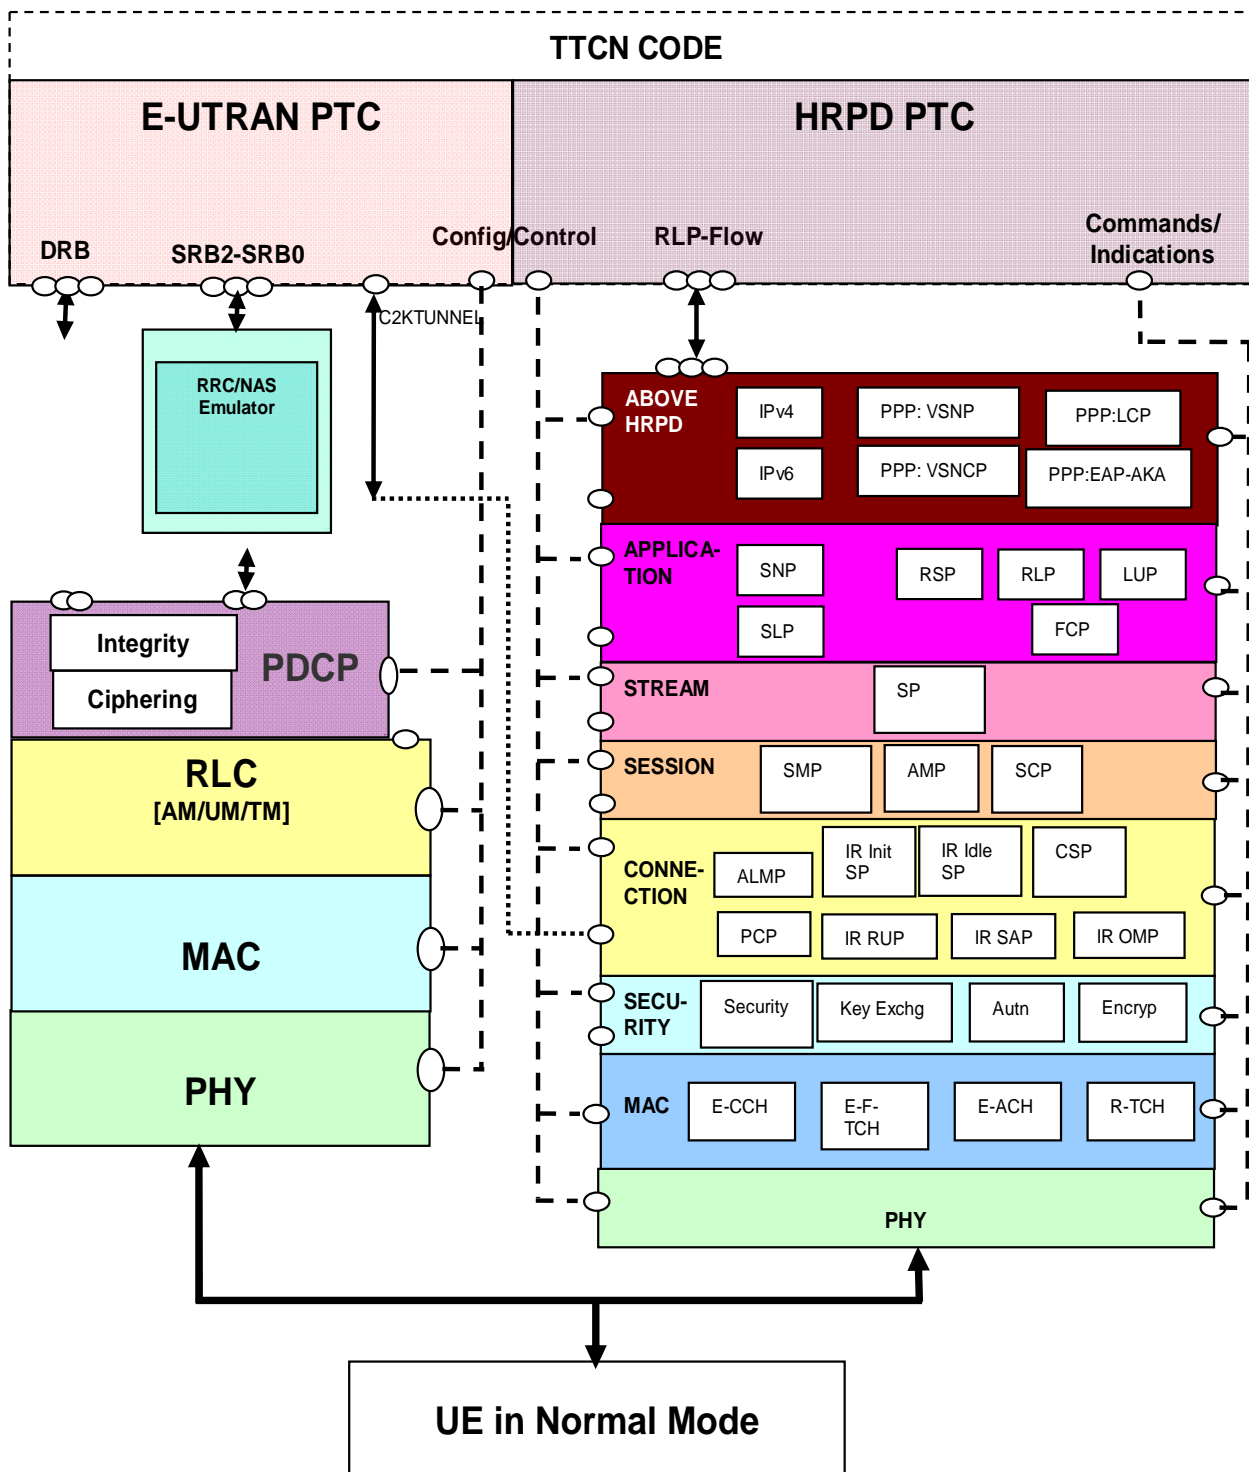 TTCN CODE
E-UTRAN PTC
HRPD PTC
DRB
SRB2-SRB0
Config/Control
RLP-Flow
Commands/
Indications
C2KTUNNEL
RRC/NAS
Emulator
ABOVE
HRPD
IPv4
PPP: VSNP
PPP:LCP
IPv6
PPP: VSNCP
PPP:EAP-AKA
APPLICA-
TION
SNP
RSP
RLP
LUP
SLP
FCP
Integrity
Ciphering
PDCP
STREAM
SP
RLC
[AM/UM/TM]
SESSION
SMP
AMP
SCP
CONNE-
CTION
ALMP
IR Init
SP
IR Idle
SP
CSP
PCP
IR RUP
IR SAP
IR OMP
MAC
SECU-
RITY
Security
Key Exchg
Autn
Encryp
PHY
MAC
E-CCH
E-F-
TCH
E-ACH
R-TCH
PHY
UE in Normal Mode